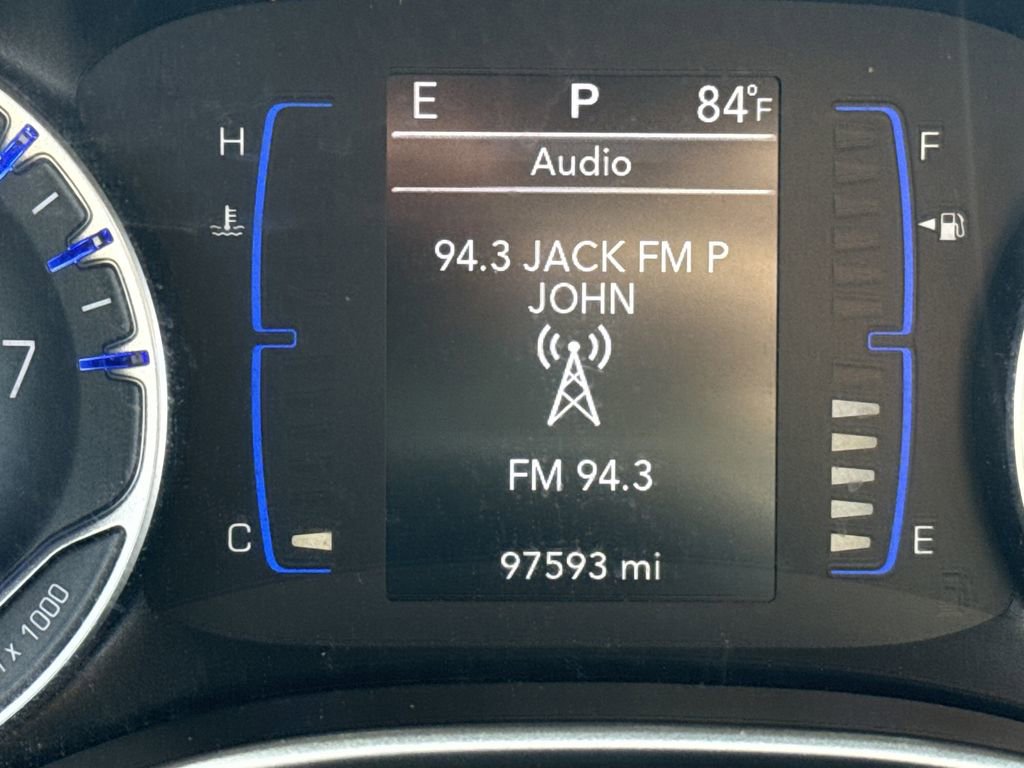 E P 84°F
Audio
94.3 JACK FM P
JOHN
FM 94.3
97593 mi
H
C
F
E
7
x 1000